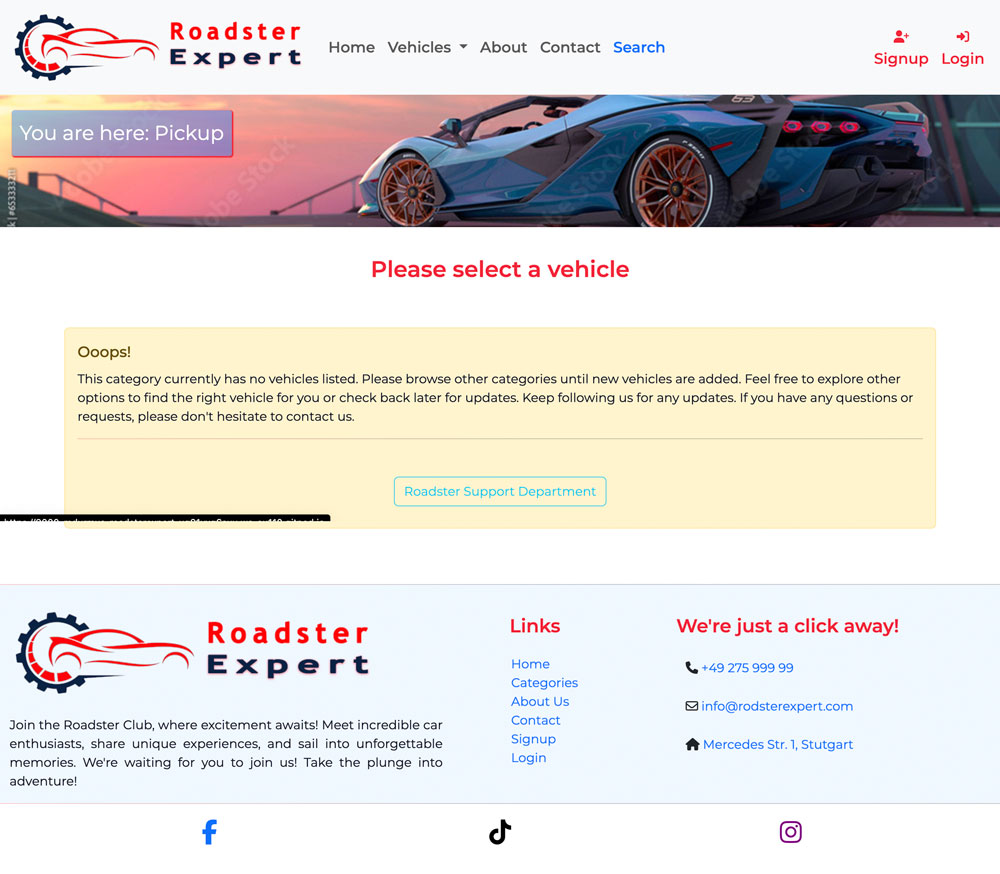 Roadster
Expert
Home Vehicles About Contact Search
Signup Login
63
You are here: Pickup
Please select a vehicle
Ooops!
This category currently has no vehicles listed. Please browse other categories until new vehicles are added. Feel free to explore other
options to find the right vehicle for you or check back later for updates. Keep following us for any updates. If you have any questions or
requests, please don't hesitate to contact us.
Roadster Support Department
Roadster
Expert
Join the Roadster Club, where excitement awaits! Meet incredible car
enthusiasts, share unique experiences, and sail into unforgettable
memories. We're waiting for you to join us! Take the plunge into
adventure!
Links
Home
Categories
About Us
Contact
Signup
Login
We're just a click away!
+49 275 999 99
info@rodsterexpert.com
Mercedes Str. 1, Stutgart